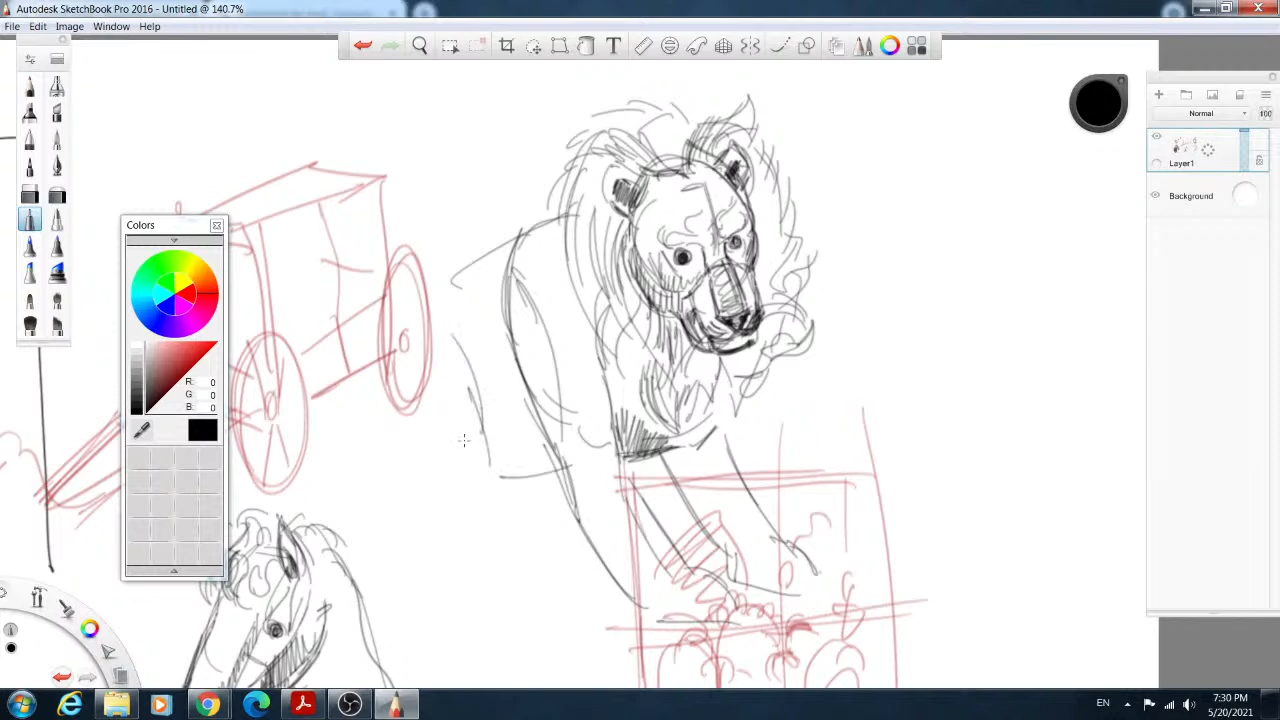 Autodesk SketchBook Pro 2016 - Untitled @ 140.7%
File Edit Image Window Help
T
Normal 100
Layer1
Background
Colors
R: 0
G: 0
B: 0
EN
7:30 PM
5/20/2021